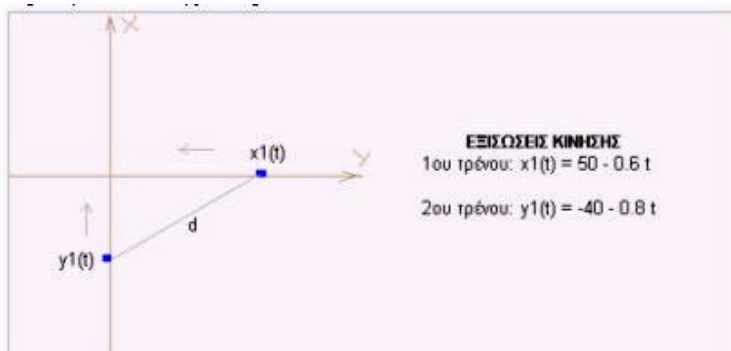 X
x1(t)
Y
d
y1(t)
ΕΞΙΣΩΣΕΙΣ ΚΙΝΗΣΗΣ
1ου τρένου: x1(t) = 50 - 0.6 t
2ου τρένου: y1(t) = -40 - 0.8 t